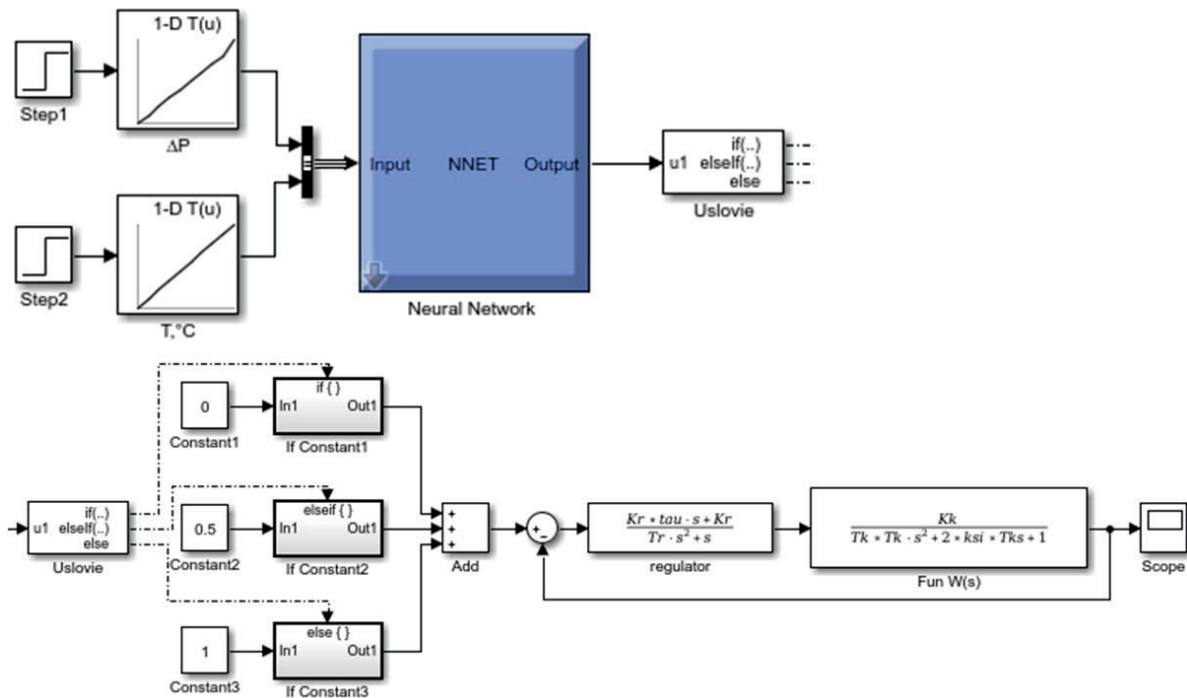 1-D T(u)
Step1
ΔP
1-D T(u)
Step2
T,°C
Input NNET Output
Neural Network
u1
if(..)
elseIf(..)
else
Uslovie
0
Constant1
if { }
In1 Out1
If Constant1
u1
if(..)
elseIf(..)
else
Uslovie
0.5
Constant2
elseif { }
In1 Out1
If Constant2
1
Constant3
else { }
In1 Out1
If Constant3
+
+
+
Add
+
−
Kr * tau · s + Kr
Tr · s² + s
regulator
Kk
Tk * Tk · s² + 2 * ksi * Tks + 1
Fun W(s)
Scope